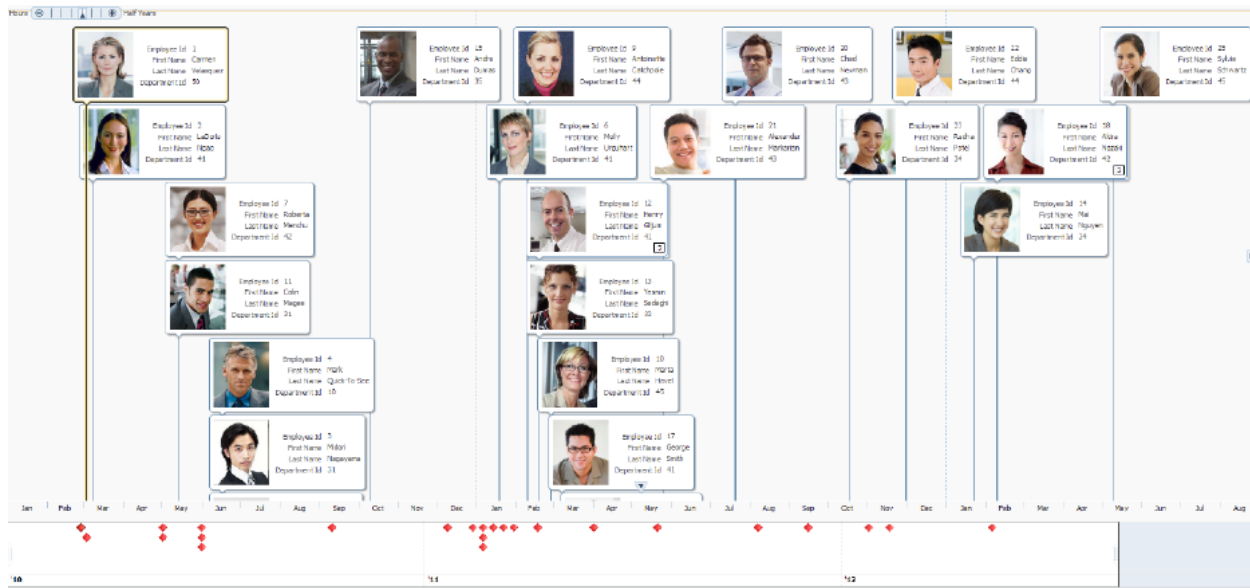 Hours
Half Years
Employee Id 1
First Name Carmen
Last Name Velasquez
Department Id 50
Employee Id 15
First Name Andre
Last Name Dumas
Department Id 35
Employee Id 9
First Name Antoinette
Last Name Catchpole
Department Id 44
Employee Id 20
First Name Chad
Last Name Newman
Department Id 43
Employee Id 22
First Name Eddie
Last Name Chang
Department Id 44
Employee Id 25
First Name Sylvie
Last Name Schwartz
Department Id 45
Employee Id 2
First Name LaDoris
Last Name Ngao
Department Id 41
Employee Id 6
First Name Molly
Last Name Urquhart
Department Id 41
Employee Id 21
First Name Alexander
Last Name Markarian
Department Id 43
Employee Id 23
First Name Radha
Last Name Patel
Department Id 34
Employee Id 18
First Name Akira
Last Name Nozaki
Department Id 42
Employee Id 7
First Name Roberta
Last Name Menchu
Department Id 42
Employee Id 12
First Name Henry
Last Name Giljum
Department Id 41
Employee Id 14
First Name Mai
Last Name Nguyen
Department Id 34
Employee Id 11
First Name Colin
Last Name Magee
Department Id 31
Employee Id 13
First Name Yasmin
Last Name Sedeghi
Department Id
Employee Id 4
First Name Mark
Last Name Quick-To-See
Department Id 10
Employee Id 10
First Name Marta
Last Name Havel
Department Id 45
Employee Id
First Name Midori
Last Name Nagayama
Department Id 31
Employee Id 17
First Name George
Last Name Smith
Department Id 41
Jan Feb Mar Apr May Jun Jul Aug Sep Oct Nov Dec Jan Feb Mar Apr May Jun Jul Aug Sep Oct Nov Dec Jan Feb Mar Apr May Jun Jul Aug
'10 '11 '12